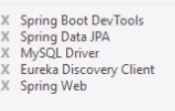 X Spring Boot DevTools
X Spring Data JPA
X MySQL Driver
X Eureka Discovery Client
X Spring Web